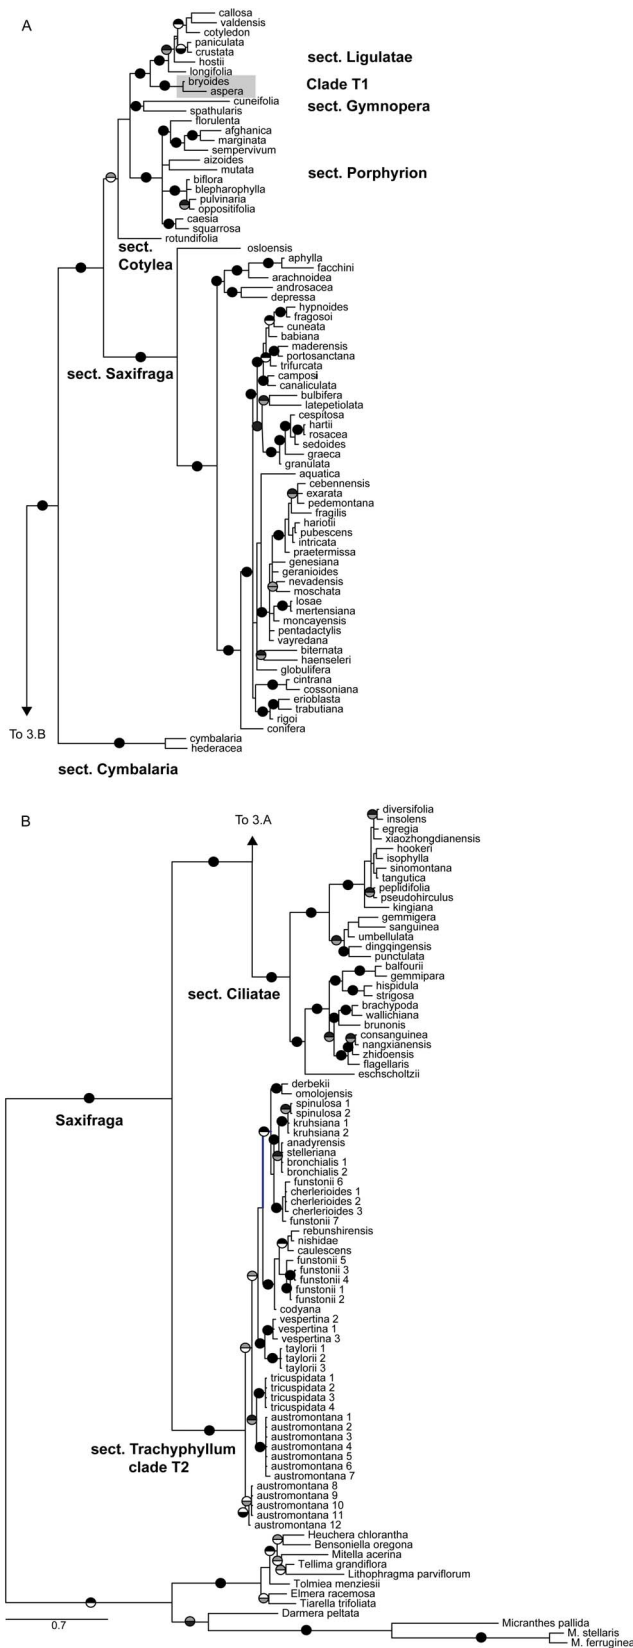 A
callosa
valdensis
cotyledon
paniculata
crustata
hostii
longifolia
bryoides
aspera
cuneifolia
spathularis
florulenta
afghanica
marginata
sempervivum
aizoides
mutata
biflora
blepharophylla
pulvinaria
oppositifolia
caesia
squarrosa
rotundifolia
sect. Ligulatae
Clade T1
sect. Gymnopera
sect. Porphyrion
sect.
Cotylea
osloensis
aphylla
facchini
arachnoidea
androsacea
depressa
hypnoides
fragosoi
cuneata
babiana
maderensis
portosanctana
trifurcata
camposi
canaliculata
bulbifera
latepetiolata
cespitosa
hartii
rosacea
sedoides
graeca
granulata
aquatica
cebennensis
exarata
pedemontana
fragilis
hariotii
pubescens
intricata
praetermissa
genesiana
geranioides
nevadensis
moschata
losae
mertensiana
moncayensis
pentadactylis
vayredana
biternata
haenseleri
globulifera
cintrana
cossoniana
erioblasta
trabutiana
rigoi
conifera
cymbalaria
hederacea
sect. Saxifraga
To 3.B
sect. Cymbalaria
B
To 3.A
diversifolia
insolens
egregia
xiaozhongdianensis
hookeri
isophylla
sinomontana
tangutica
peplidifolia
pseudohirculus
kingiana
gemmigera
sanguinea
umbellulata
dingqingensis
punctulata
balfourii
gemmipara
hispidula
strigosa
brachypoda
wallichiana
brunonis
consanguinea
nangxianensis
zhidoensis
flagellaris
eschscholtzii
sect. Ciliatae
Saxifraga
derbekii
omolojensis
spinulosa 1
spinulosa 2
kruhsiana 1
kruhsiana 2
anadyrensis
stelleriana
bronchialis 1
bronchialis 2
funstonii 6
cherlerioides 1
cherlerioides 2
cherlerioides 3
funstonii 7
rebunshirensis
nishidae
caulescens
funstonii 5
funstonii 3
funstonii 4
funstonii 1
funstonii 2
codyana
vespertina 2
vespertina 1
vespertina 3
taylorii 1
taylorii 2
taylorii 3
tricuspidata 1
tricuspidata 2
tricuspidata 3
tricuspidata 4
austromontana 1
austromontana 2
austromontana 3
austromontana 4
austromontana 5
austromontana 6
austromontana 7
austromontana 8
austromontana 9
austromontana 10
austromontana 11
austromontana 12
sect. Trachyphyllum
clade T2
Heuchera chlorantha
Bensoniella oregona
Mitella acerina
Tellima grandiflora
Lithophragma parviflorum
Tolmiea menziesii
Elmera racemosa
Tiarella trifoliata
Darmera peltata
Micranthes pallida
M. stellaris
M. ferruginea
0.7